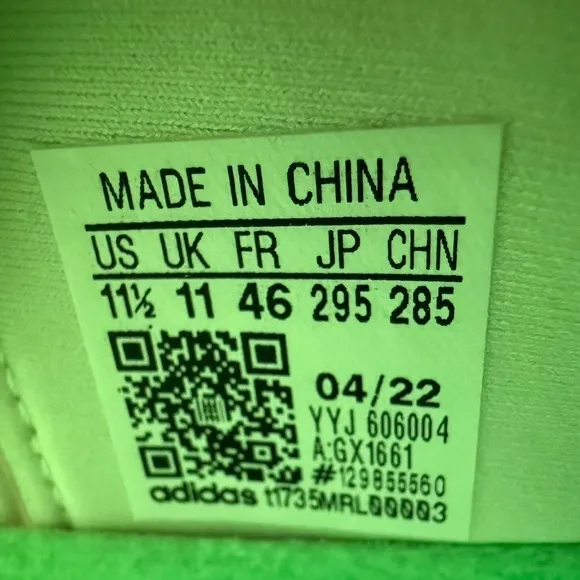 MADE IN CHINA
US UK FR JP CHN
11½ 11 46 295 285
04/22
YYJ 606004
A:GX1661
#129855560
adidas t1735MRL00003